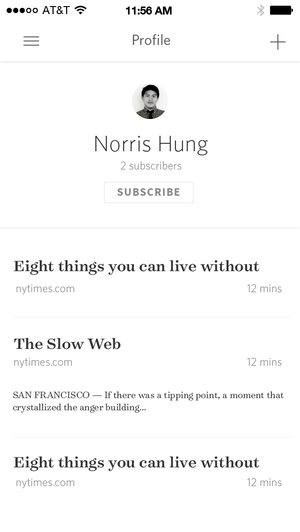 AT&T 11:56 AM
Profile
Norris Hung
2 subscribers
SUBSCRIBE
Eight things you can live without
nytimes.com 12 mins
The Slow Web
nytimes.com 12 mins
SAN FRANCISCO — If there was a tipping point, a moment that
crystallized the anger building...
Eight things you can live without
nytimes.com 12 mins